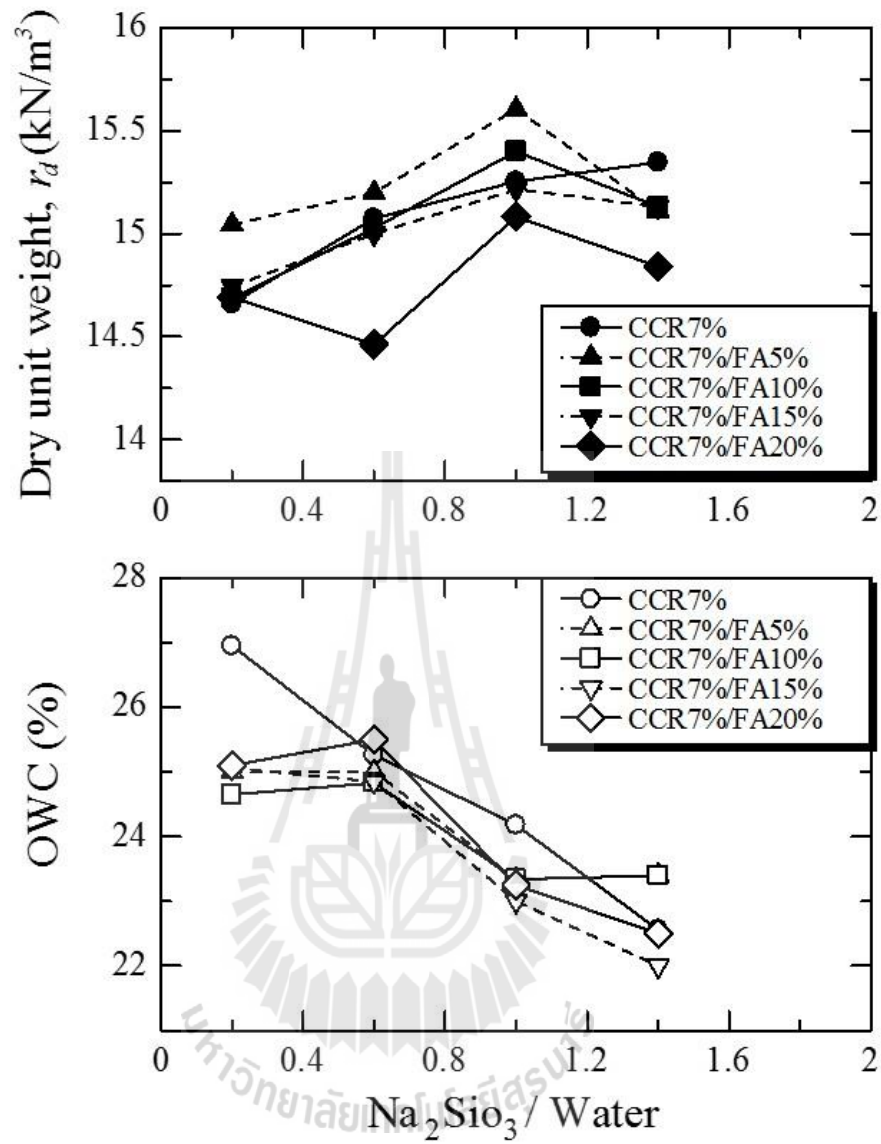 16
15.5
15
14.5
14
Dry unit weight, r_d (kN/m³)
CCR7%
CCR7%/FA5%
CCR7%/FA10%
CCR7%/FA15%
CCR7%/FA20%
0 0.4 0.8 1.2 1.6 2
28
26
24
22
OWC (%)
CCR7%
CCR7%/FA5%
CCR7%/FA10%
CCR7%/FA15%
CCR7%/FA20%
0 0.4 0.8 1.2 1.6 2
Na₂Sio₃ / Water